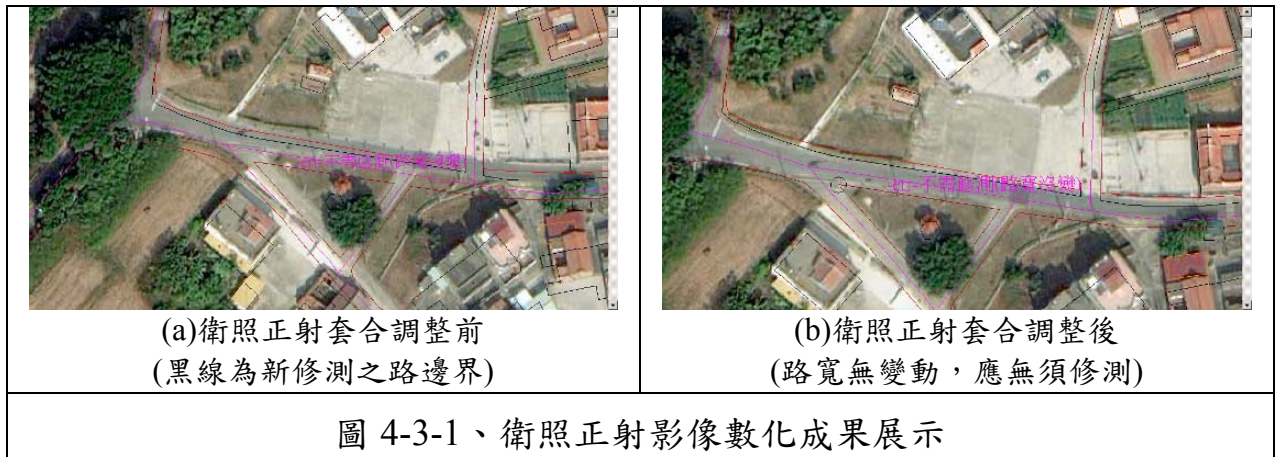 (a)衛照正射套合調整前
(黑線為新修測之路邊界)
(b)衛照正射套合調整後
(路寬無變動，應無須修測)
圖 4-3-1、衛照正射影像數化成果展示